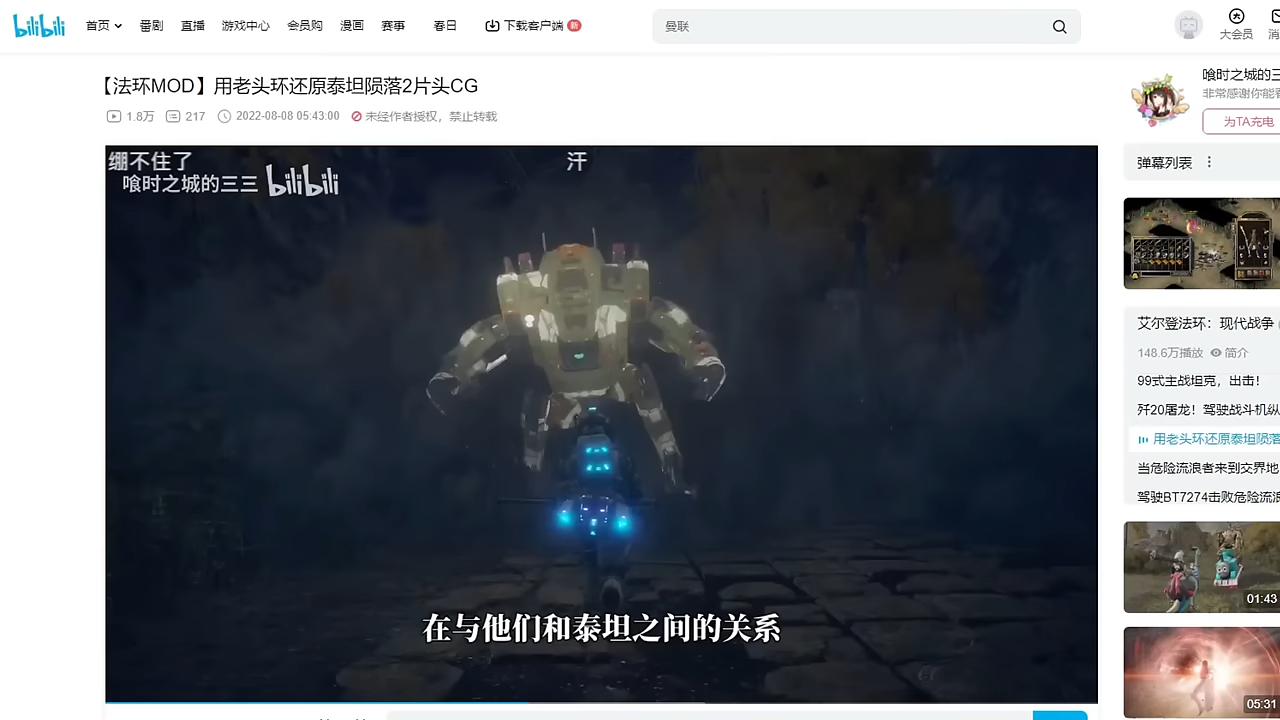 bilibili 首页 番剧 直播 游戏中心 会员购 漫画 赛事 春日 下载客户端 新 曼联 大会员 消
【法环MOD】用老头环还原泰坦陨落2片头CG
1.8万 217 2022-08-08 05:43:00 未经作者授权，禁止转载
喰时之城的三
非常感谢你能看
为TA充电
弹幕列表
绷不住了 汗
喰时之城的三三 bilibili
在与他们和泰坦之间的关系
艾尔登法环：现代战争
148.6万播放 简介
99式主战坦克，出击！
歼20屠龙！驾驶战斗机纵
用老头环还原泰坦陨落
当危险流浪者来到交界地
驾驶BT7274击败危险流浪
01:43
05:31